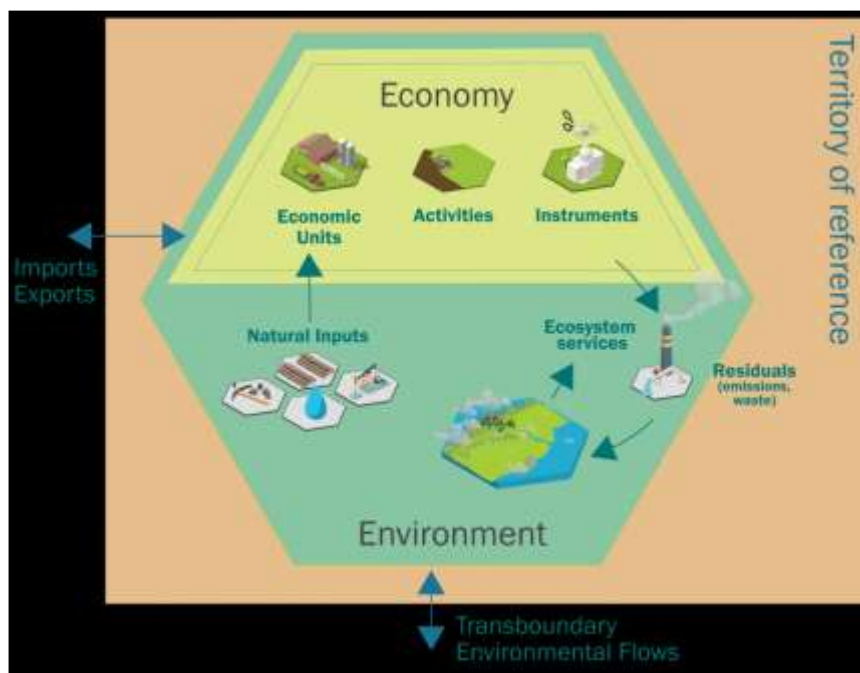 Territory of reference
Economy
Economic
Units
Activities
Instruments
Imports
Exports
Natural Inputs
Ecosystem
services
Residuals
(emissions,
waste)
Environment
Transboundary
Environmental Flows